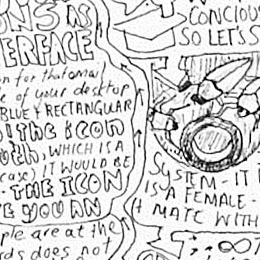 ONS AS
ERFACE
on for that
e of your desktop
BLUE & RECTANGULAR
THE ICON
, WHICH IS A
case) IT WOULD BE
THE ICON
E YOU AN
ple are at the
rds does not
CONCIOUS
SO LET'S
SYSTEM - IT
IS A FEMALE -
MATE WITH